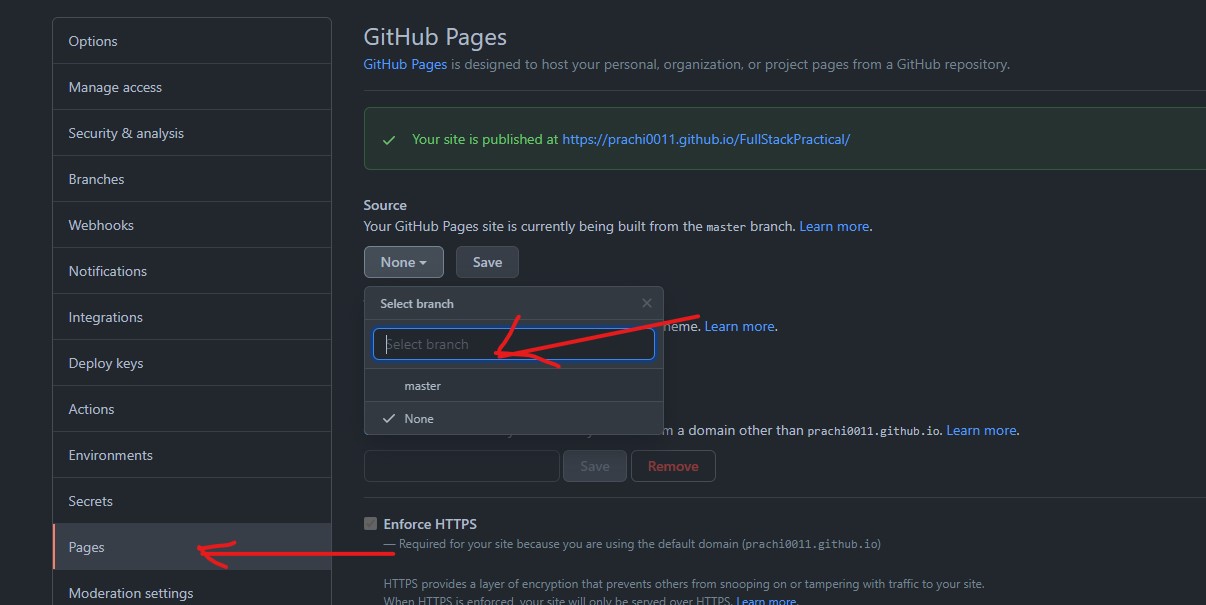 Options
Manage access
Security & analysis
Branches
Webhooks
Notifications
Integrations
Deploy keys
Actions
Environments
Secrets
Pages
Moderation settings
GitHub Pages
GitHub Pages is designed to host your personal, organization, or project pages from a GitHub repository.
Your site is published at https://prachi0011.github.io/FullStackPractical/
Source
Your GitHub Pages site is currently being built from the master branch. Learn more.
None
Save
Select branch
Select branch
heme. Learn more.
master
None
m a domain other than prachi0011.github.io. Learn more.
Save
Remove
Enforce HTTPS
— Required for your site because you are using the default domain (prachi0011.github.io)
HTTPS provides a layer of encryption that prevents others from snooping on or tampering with traffic to your site.
When HTTPS is enforced, your site will only be served over HTTPS. Learn more.